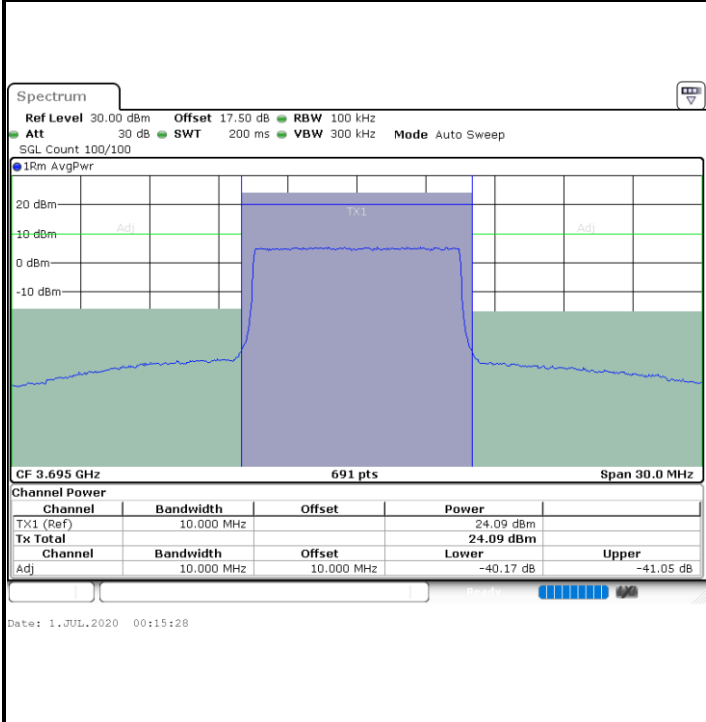 Spectrum
Ref Level 30.00 dBm Offset 17.50 dB RBW 100 kHz
Att 30 dB SWT 200 ms VBW 300 kHz Mode Auto Sweep
SGL Count 100/100
1Rm AvgPwr
20 dBm
TX1
Adj Adj
10 dBm
0 dBm
-10 dBm
CF 3.695 GHz 691 pts Span 30.0 MHz
Channel Power
Channel Bandwidth Offset Power
TX1 (Ref) 10.000 MHz 24.09 dBm
Tx Total 24.09 dBm
Channel Bandwidth Offset Lower Upper
Adj 10.000 MHz 10.000 MHz -40.17 dB -41.05 dB
Ready
Date: 1.JUL.2020 00:15:28